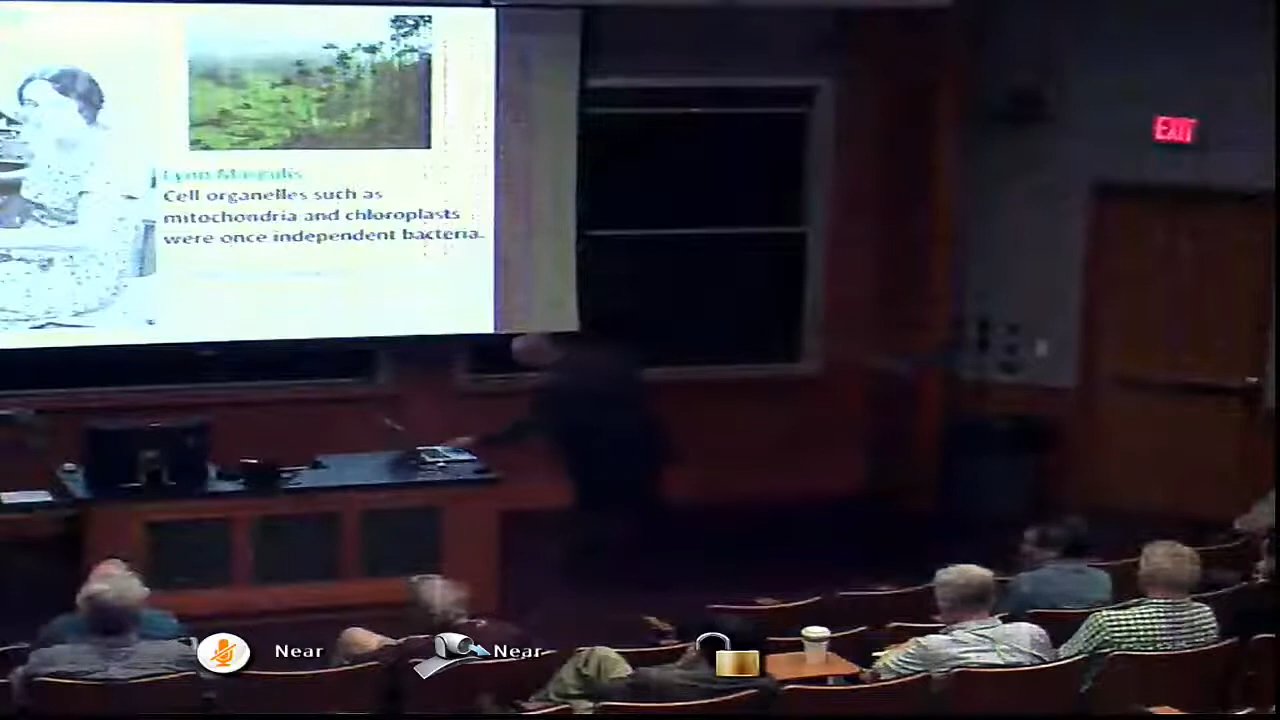 Lynn Margulis
Cell organelles such as
mitochondria and chloroplasts
were once independent bacteria.
EXIT
Near
Near